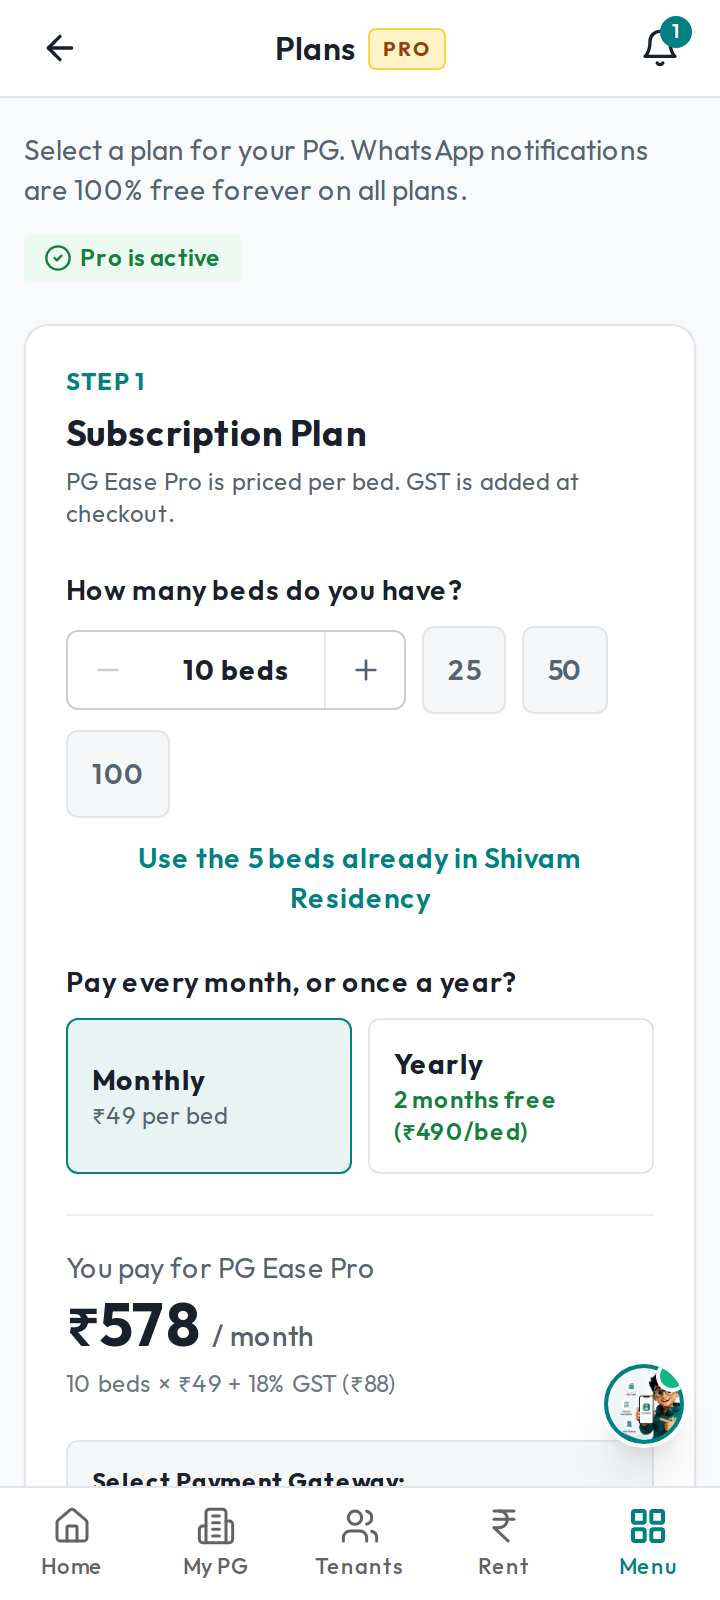 Plans PRO
1
Select a plan for your PG. WhatsApp notifications
are 100% free forever on all plans.
Pro is active
STEP 1
Subscription Plan
PG Ease Pro is priced per bed. GST is added at
checkout.
How many beds do you have?
− 10 beds + 25 50
100
Use the 5 beds already in Shivam
Residency
Pay every month, or once a year?
Monthly
₹49 per bed
Yearly
2 months free
(₹490/bed)
You pay for PG Ease Pro
₹578 / month
10 beds × ₹49 + 18% GST (₹88)
Select Payment Gateway:
Home My PG Tenants Rent Menu